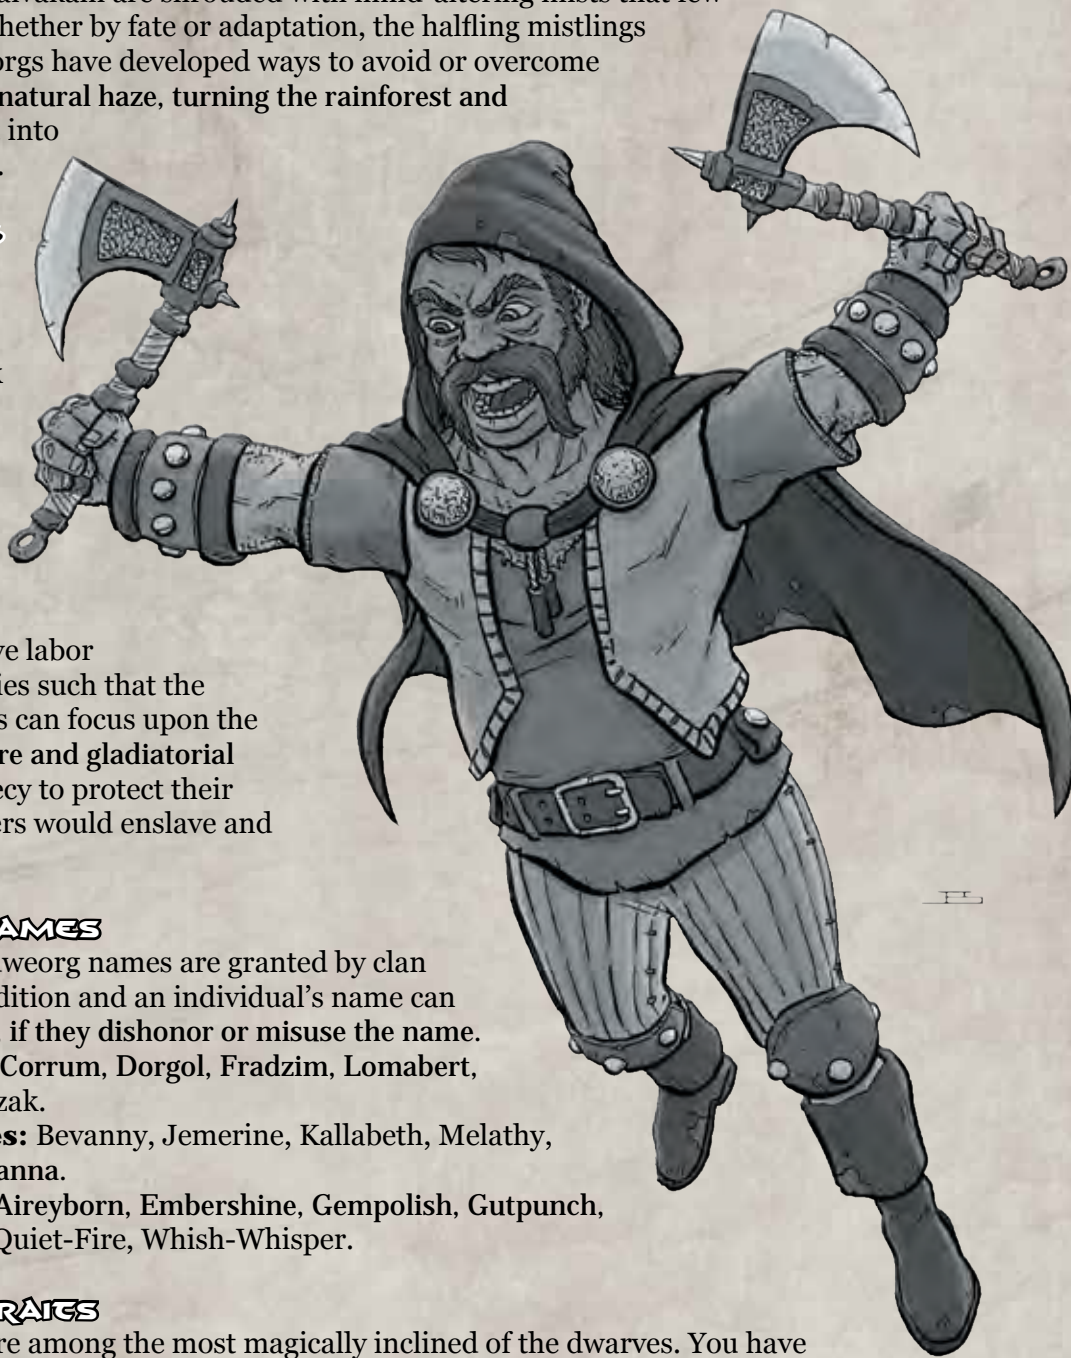 are shrouded with mind-altering mists that few
hether by fate or adaptation, the halfling mistlings
orgs have developed ways to avoid or overcome
natural haze, turning the rainforest and
into
.
k
ve labor
ies such that the
s can focus upon the
re and gladiatorial
ecy to protect their
ers would enslave and
AMES
weorg names are granted by clan
dition and an individual’s name can
if they dishonor or misuse the name.
Corrum, Dorgol, Fradzim, Lomabert,
zak.
es: Bevanny, Jemerine, Kallabeth, Melathy,
anna.
Aireyborn, Embershine, Gempolish, Gutpunch,
Quiet-Fire, Whish-Whisper.
RAITS
re among the most magically inclined of the dwarves. You have